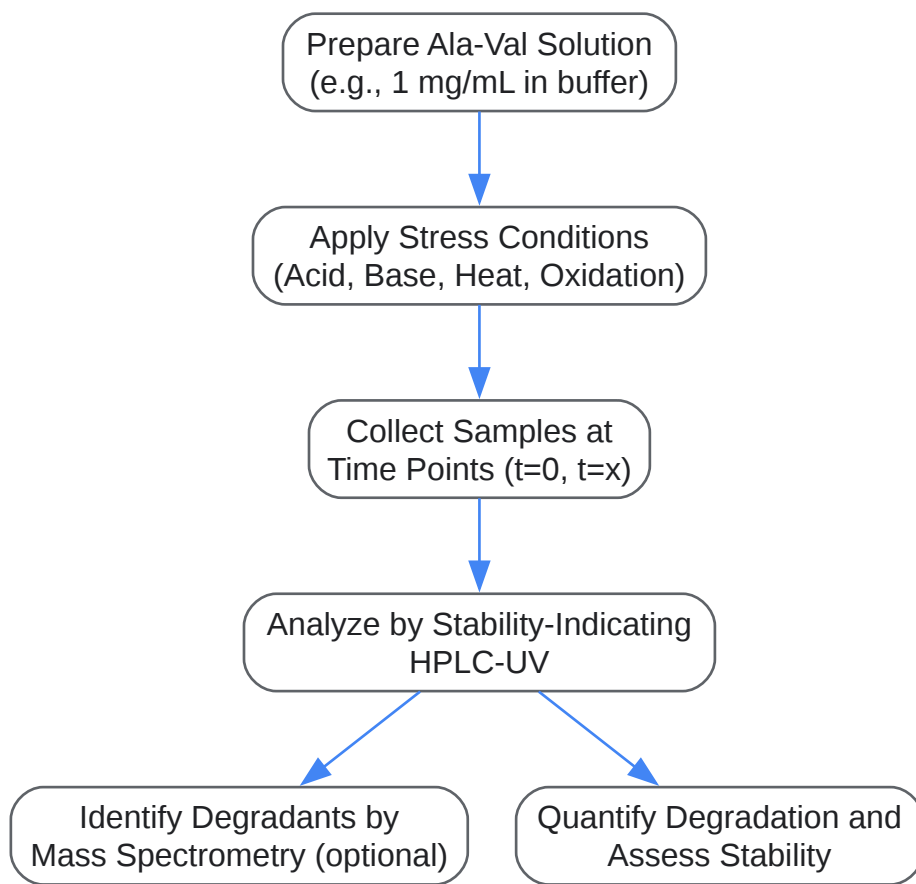 Prepare Ala-Val Solution
(e.g., 1 mg/mL in buffer)
Apply Stress Conditions
(Acid, Base, Heat, Oxidation)
Collect Samples at
Time Points (t=0, t=x)
Analyze by Stability-Indicating
HPLC-UV
Identify Degradants by
Mass Spectrometry (optional)
Quantify Degradation and
Assess Stability